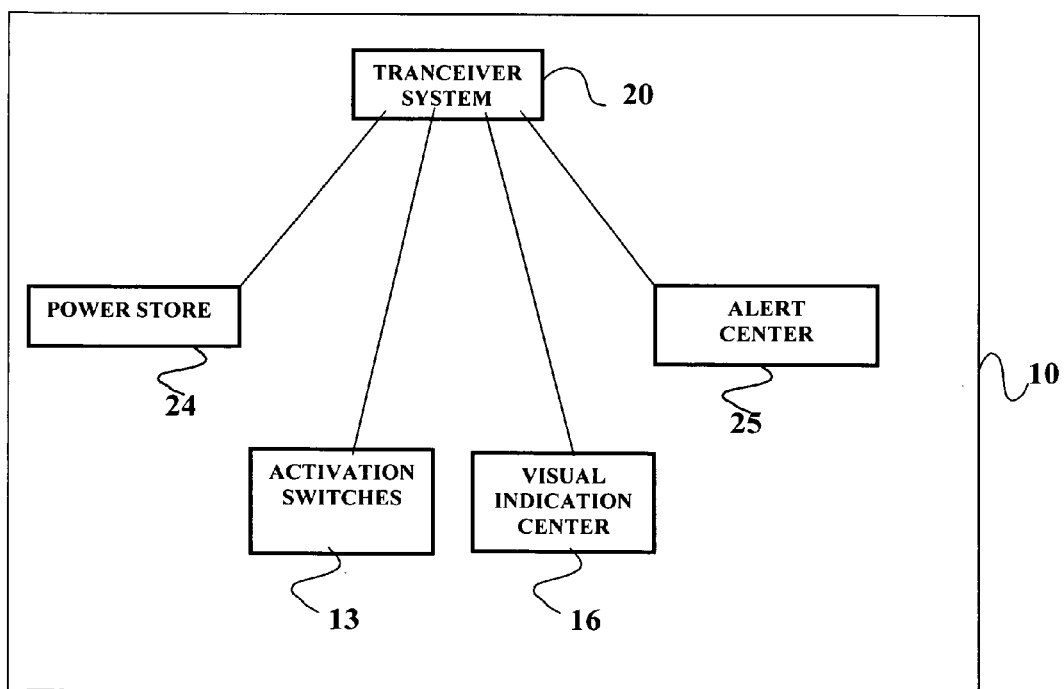 TRANCEIVER
SYSTEM
20
POWER STORE
24
ALERT
CENTER
25
10
ACTIVATION
SWITCHES
13
VISUAL
INDICATION
CENTER
16